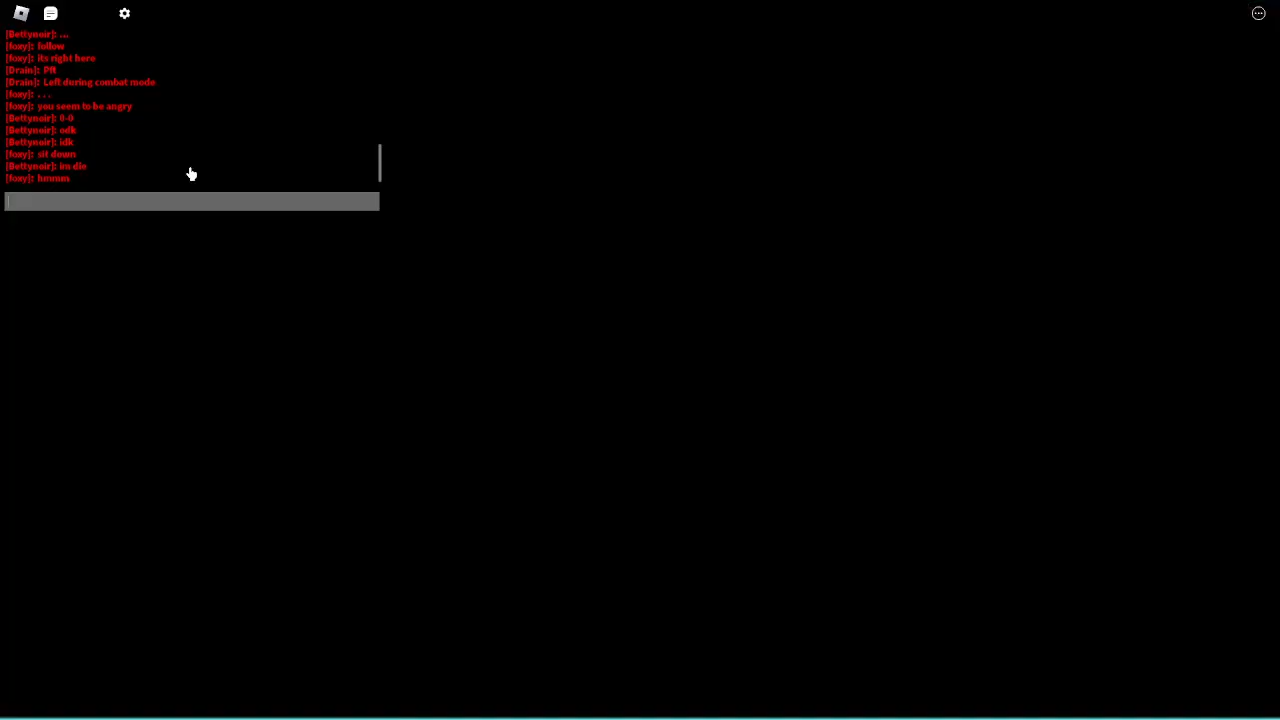 [Bettynoir]: ...
[foxy]: follow
[foxy]: its right here
[Drain]: Pft
[Drain]: Left during combat mode
[foxy]: . . .
[foxy]: you seem to be angry
[Bettynoir]: 0-0
[Bettynoir]: odk
[Bettynoir]: idk
[foxy]: sit down
[Bettynoir]: im die
[foxy]: hmmm